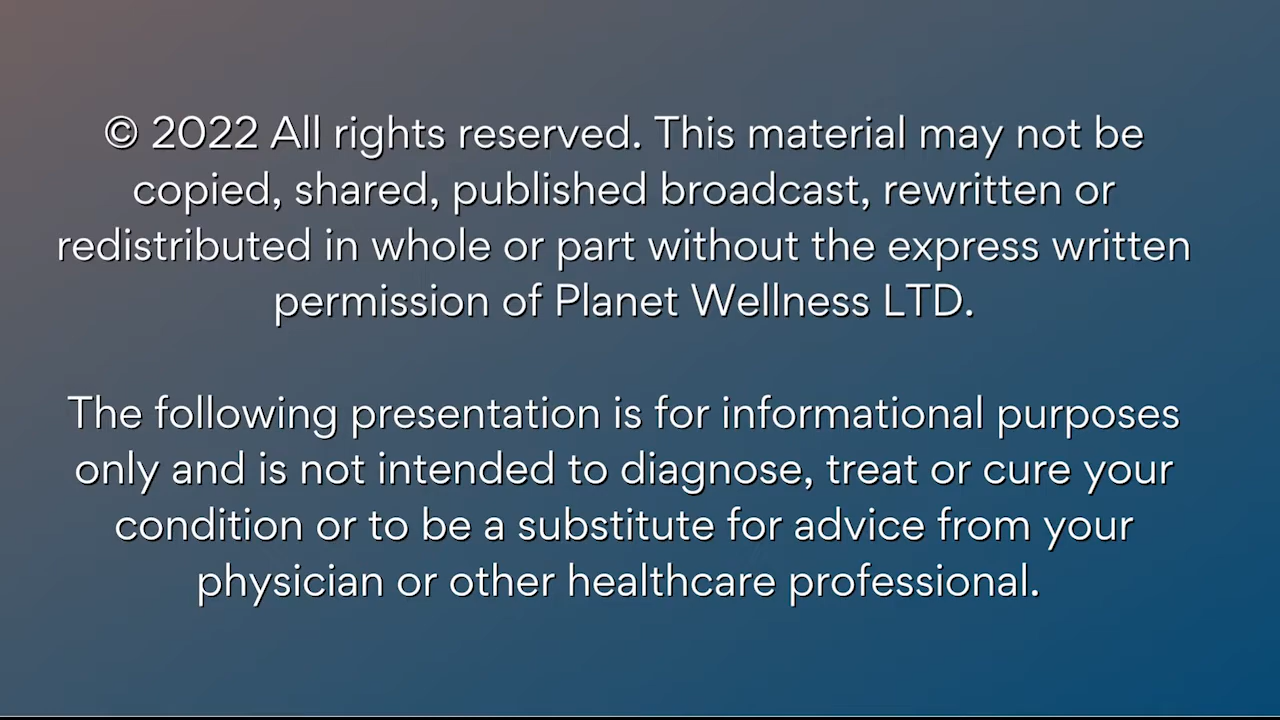 © 2022 All rights reserved. This material may not be
copied, shared, published broadcast, rewritten or
redistributed in whole or part without the express written
permission of Planet Wellness LTD.
The following presentation is for informational purposes
only and is not intended to diagnose, treat or cure your
condition or to be a substitute for advice from your
physician or other healthcare professional.